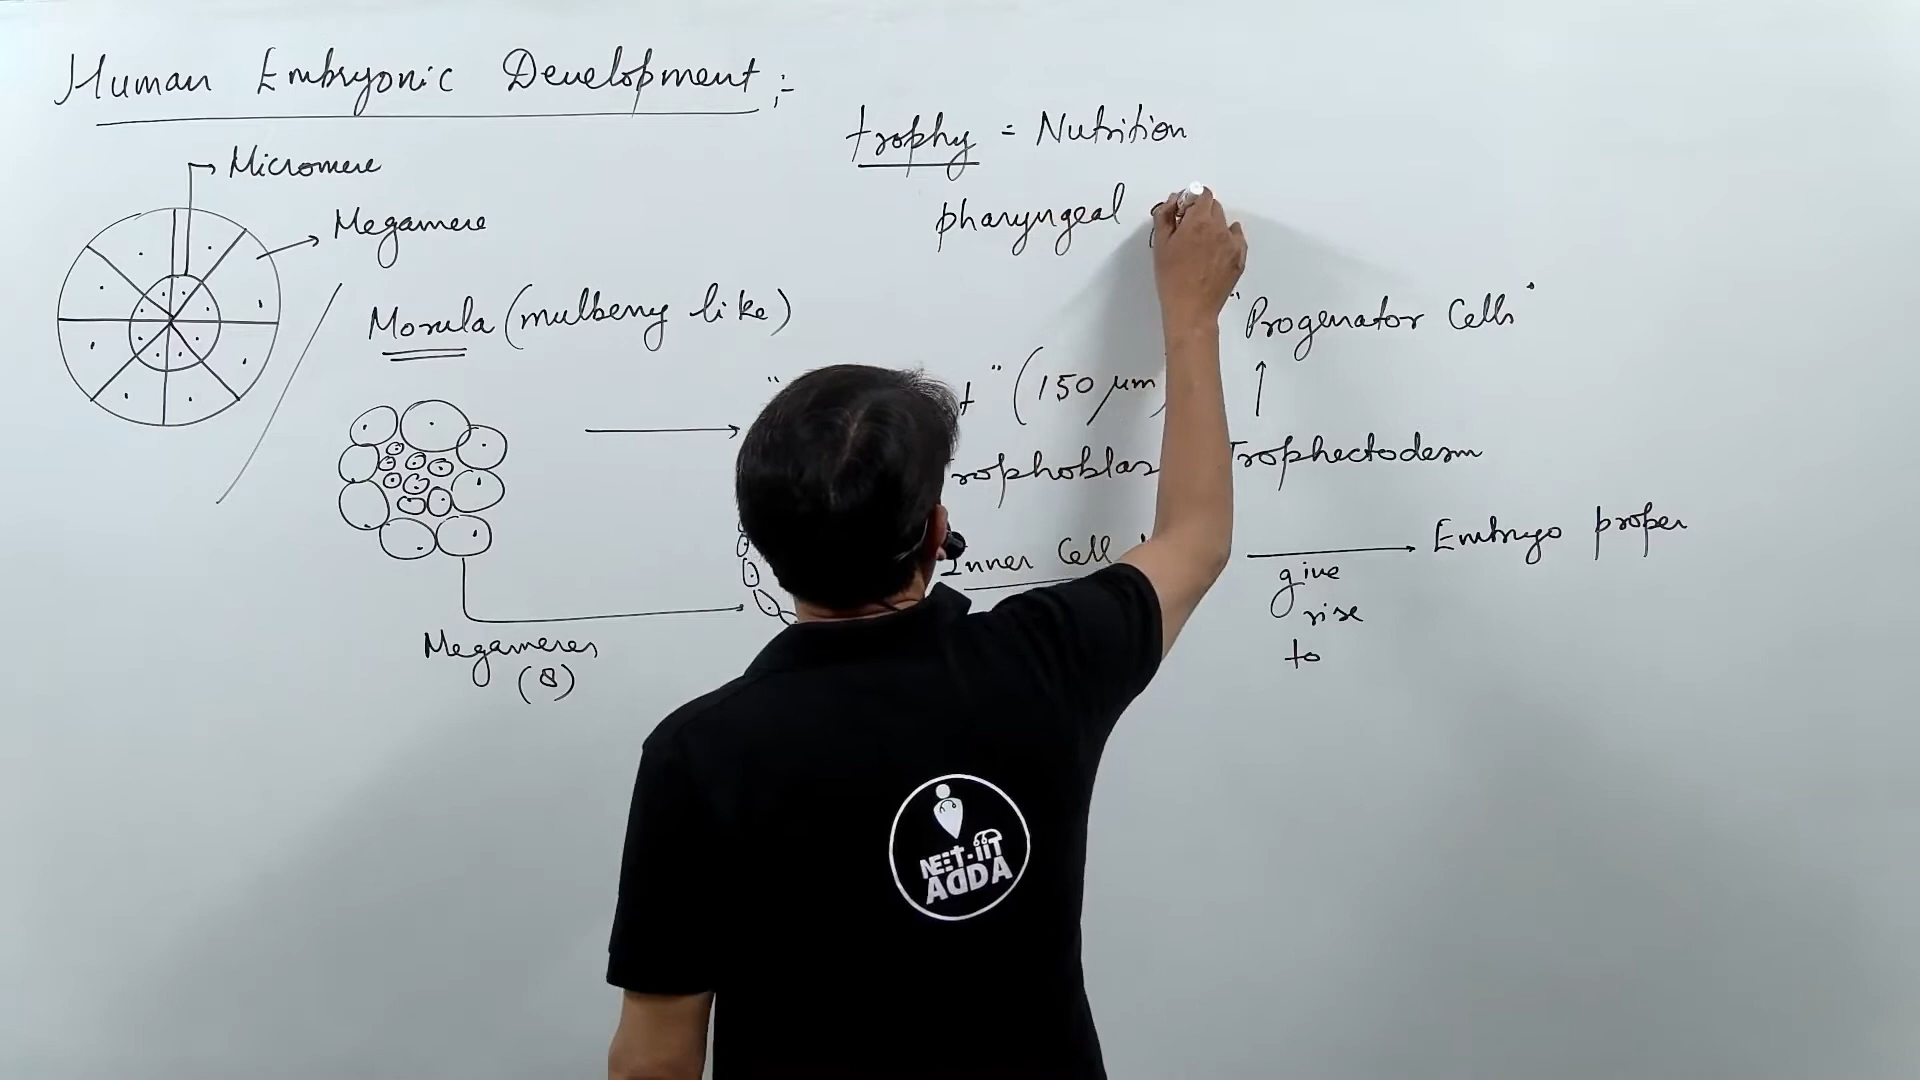 Human Embryonic Development :-
trophy = Nutrition
Micromere
pharyngeal
Megamere
Morula (mulberry like)
"Progenator Cells"
" (150 μm)
Trophectoderm
Inner Cell
Embryo proper
give
rise
to
Megameres
(8)
NEET-IIT
ADDA